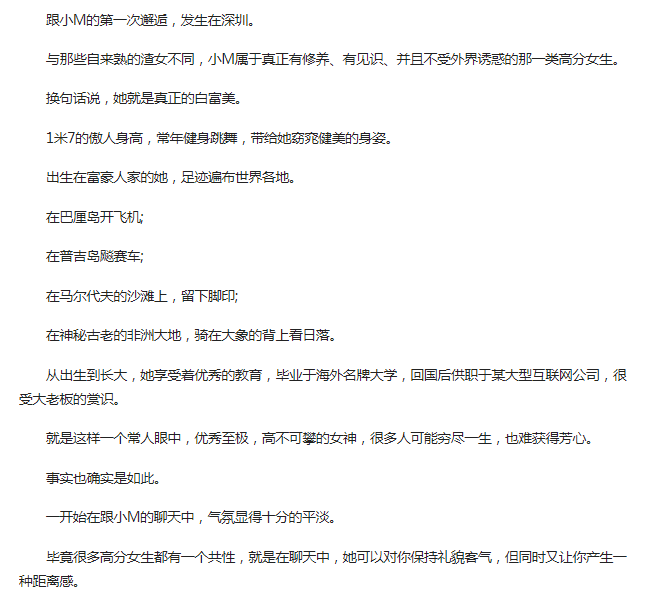 跟小M的第一次邂逅，发生在深圳。
与那些自来熟的渣女不同，小M属于真正有修养、有见识、并且不受外界诱惑的那一类高分女生。
换句话说，她就是真正的白富美。
1米7的傲人身高，常年健身跳舞，带给她窈窕健美的身姿。
出生在富豪人家的她，足迹遍布世界各地。
在巴厘岛开飞机;
在普吉岛飚赛车;
在马尔代夫的沙滩上，留下脚印;
在神秘古老的非洲大地，骑在大象的背上看日落。
从出生到长大，她享受着优秀的教育，毕业于海外名牌大学，回国后供职于某大型互联网公司，很
受大老板的赏识。
就是这样一个常人眼中，优秀至极，高不可攀的女神，很多人可能穷尽一生，也难获得芳心。
事实也确实是如此。
一开始在跟小M的聊天中，气氛显得十分的平淡。
毕竟很多高分女生都有一个共性，就是在聊天中，她可以对你保持礼貌客气，但同时又让你产生一
种距离感。